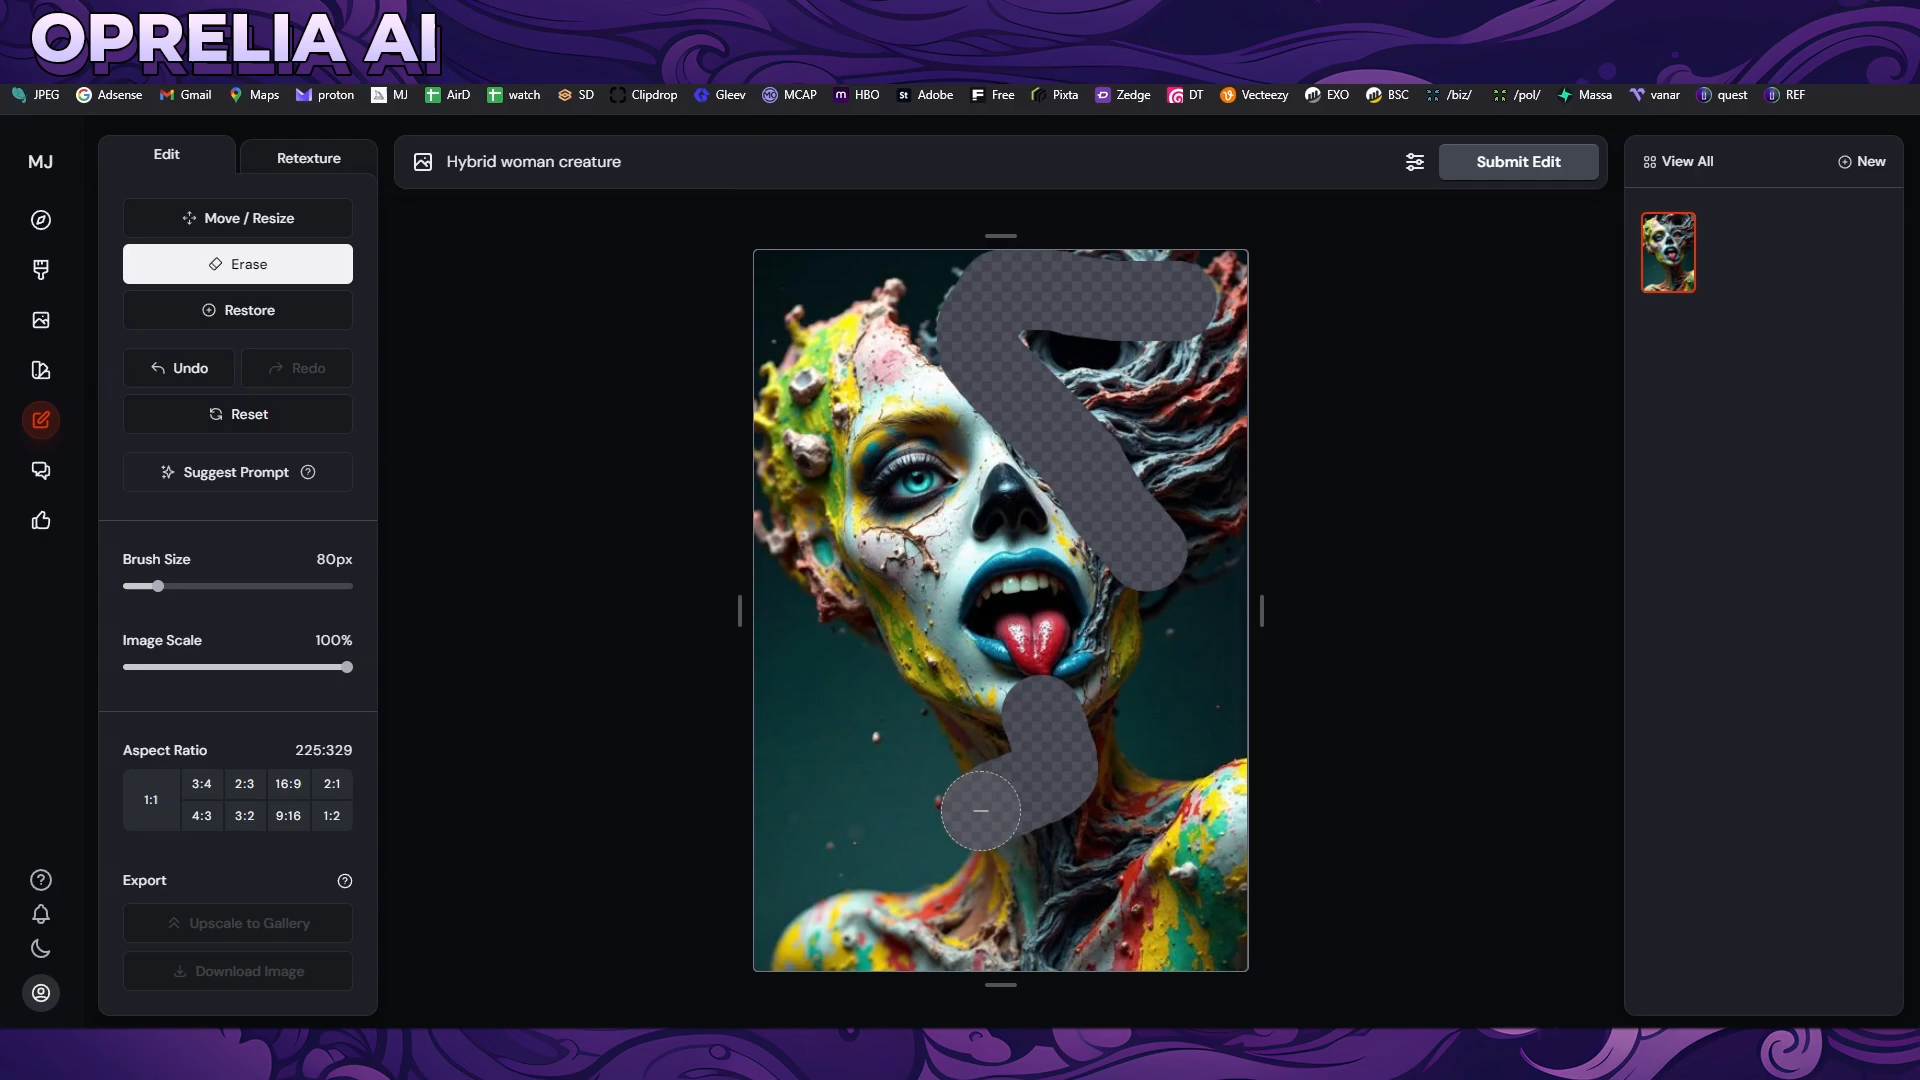 OPRELIA AI
JPEG Adsense Gmail Maps proton MJ AirD watch SD Clipdrop Gleev MCAP HBO Adobe Free Pixta Zedge DT Vecteezy EXO BSC /biz/ /pol/ Massa vanar quest REF
MJ
Edit
Retexture
Hybrid woman creature
Submit Edit
View All
New
Move / Resize
Erase
Restore
Undo
Redo
Reset
Suggest Prompt
Brush Size 80px
Image Scale 100%
Aspect Ratio 225:329
1:1
3:4 2:3 16:9 2:1
4:3 3:2 9:16 1:2
Export
Upscale to Gallery
Download Image